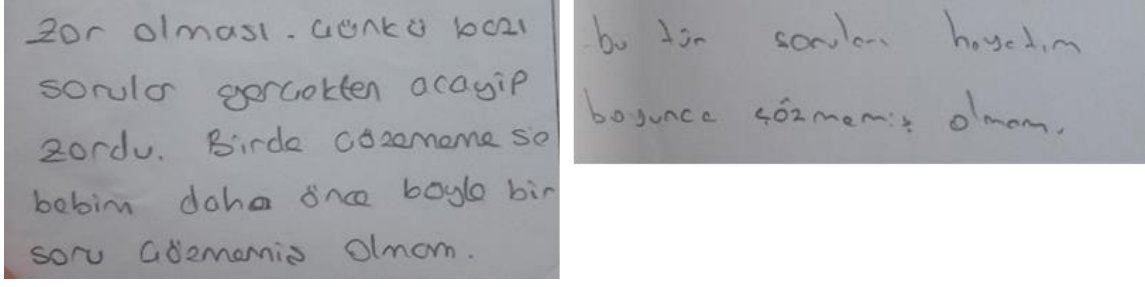 zor olması. Çünkü bazı
sorular gerçekten acayip
zordu. Birde çözememe se
bebim daha önce böyle bir
soru çözmemiş olmam.
bu tür soruları hayatım
boyunca çözmemiş olmam.